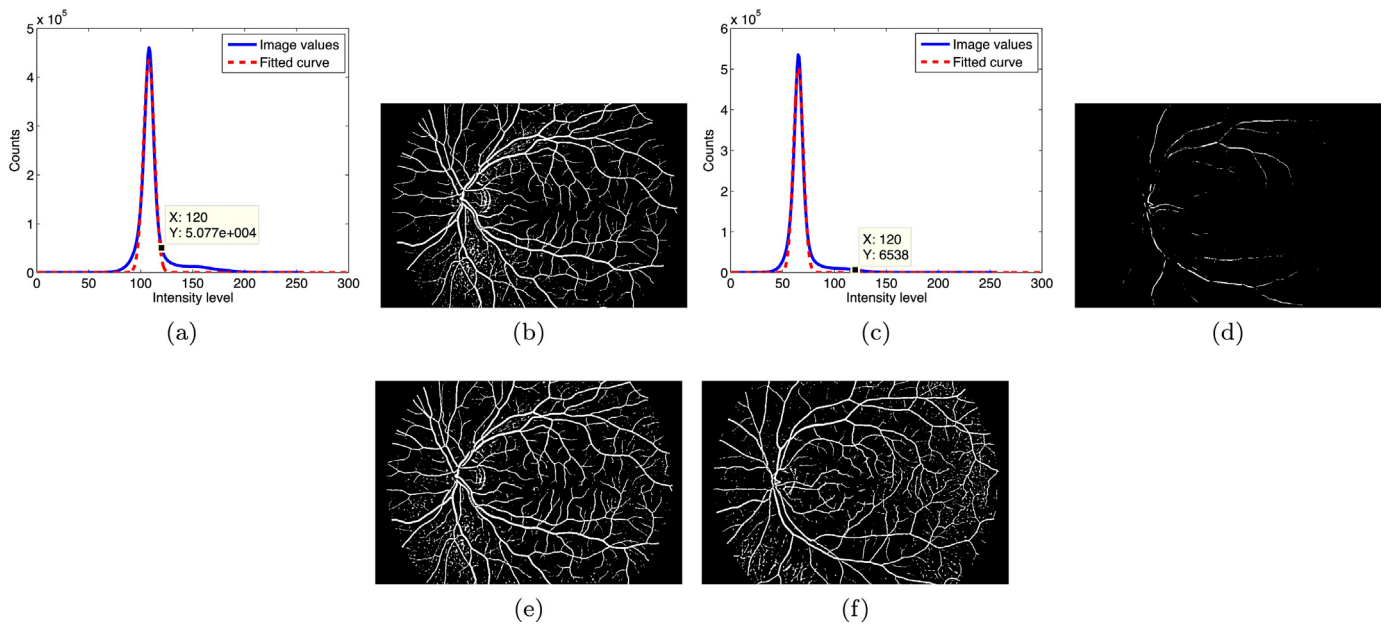 x 10^5
5
4
3
2
1
0
Counts
Image values
Fitted curve
X: 120
Y: 5.077e+004
0 50 100 150 200 250 300
Intensity level
(a)
(b)
x 10^5
6
5
4
3
2
1
0
Counts
Image values
Fitted curve
X: 120
Y: 6538
0 50 100 150 200 250 300
Intensity level
(c)
(d)
(e)
(f)